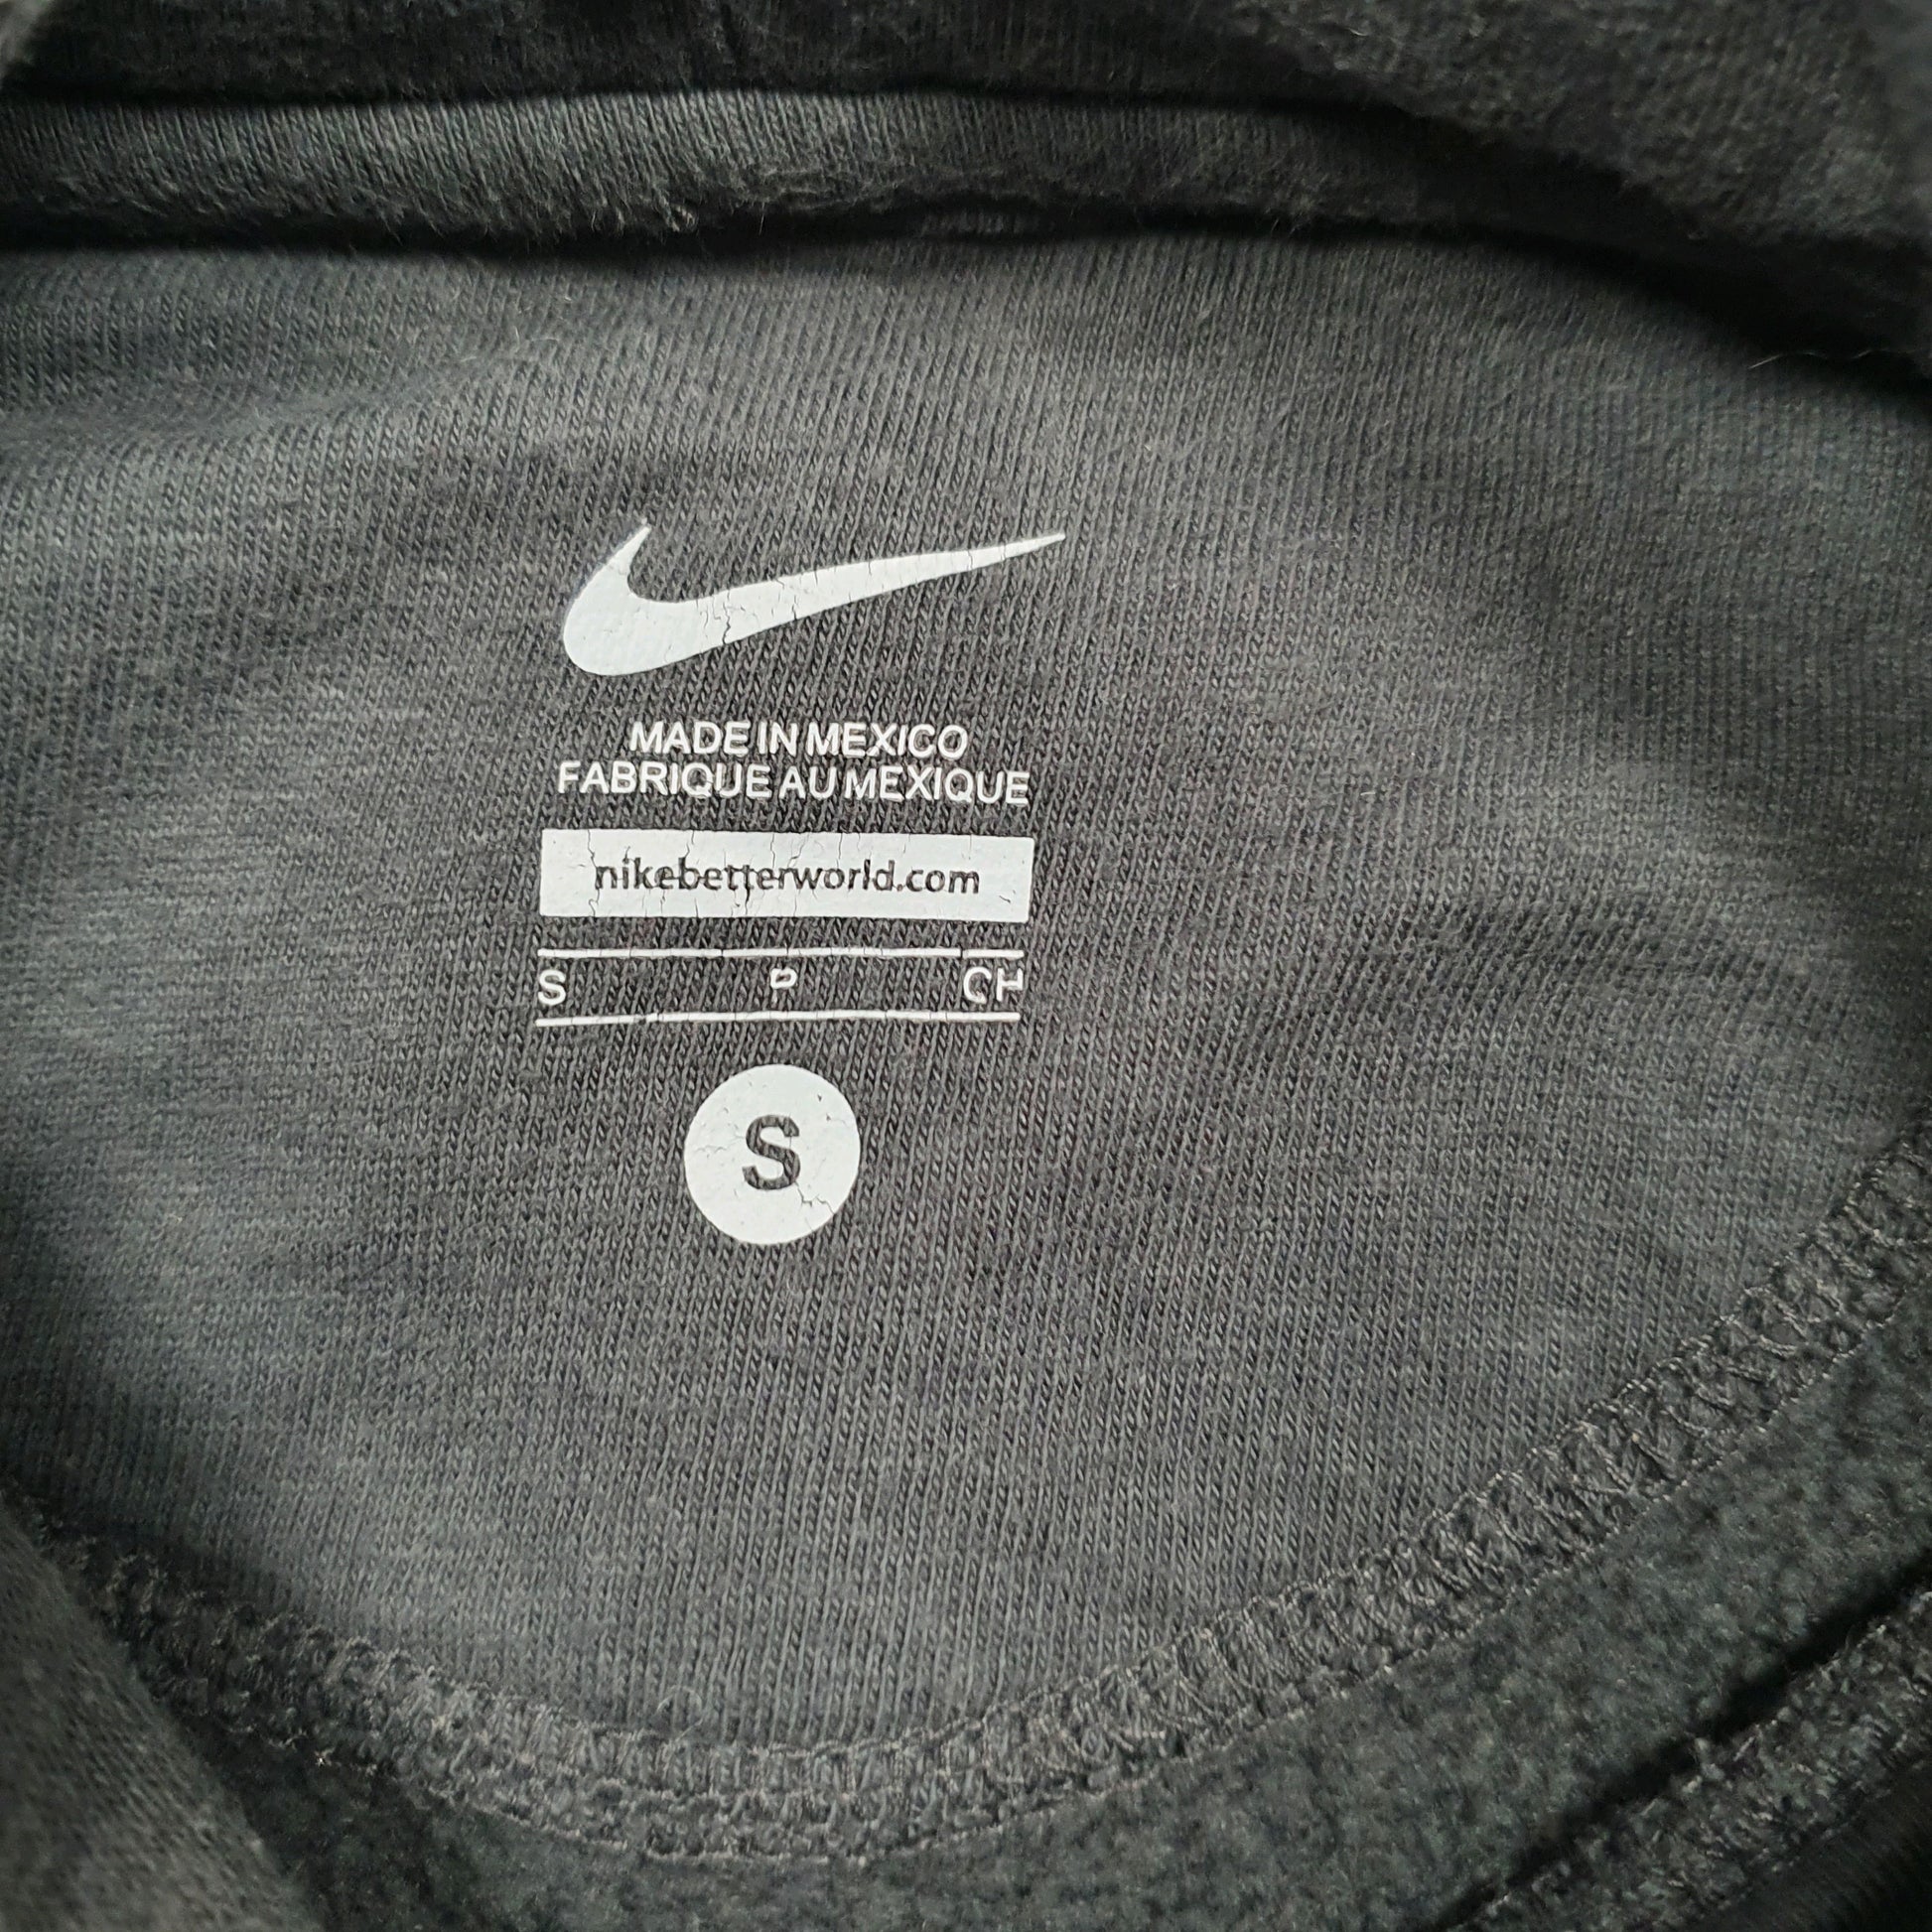 MADE IN MEXICO
FABRIQUE AU MEXIQUE
nikebetterworld.com
S P CH
S